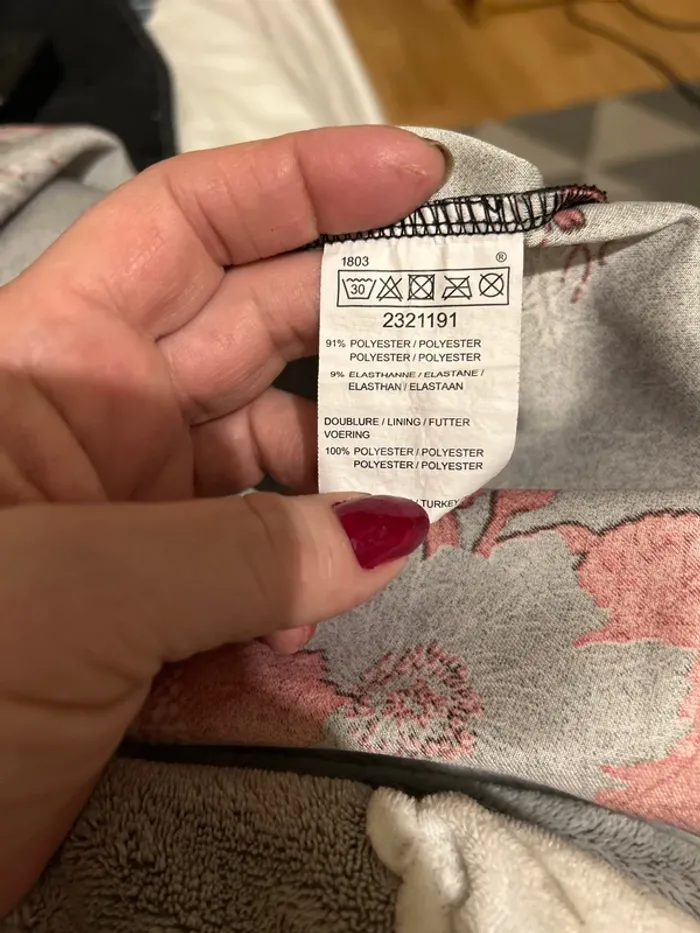 1803 ®
30
2321191
91% POLYESTER / POLYESTER
POLYESTER / POLYESTER
9% ELASTHANNE / ELASTANE /
ELASTHAN / ELASTAAN
DOUBLURE / LINING / FUTTER
VOERING
100% POLYESTER / POLYESTER
POLYESTER / POLYESTER
/ TURKEY